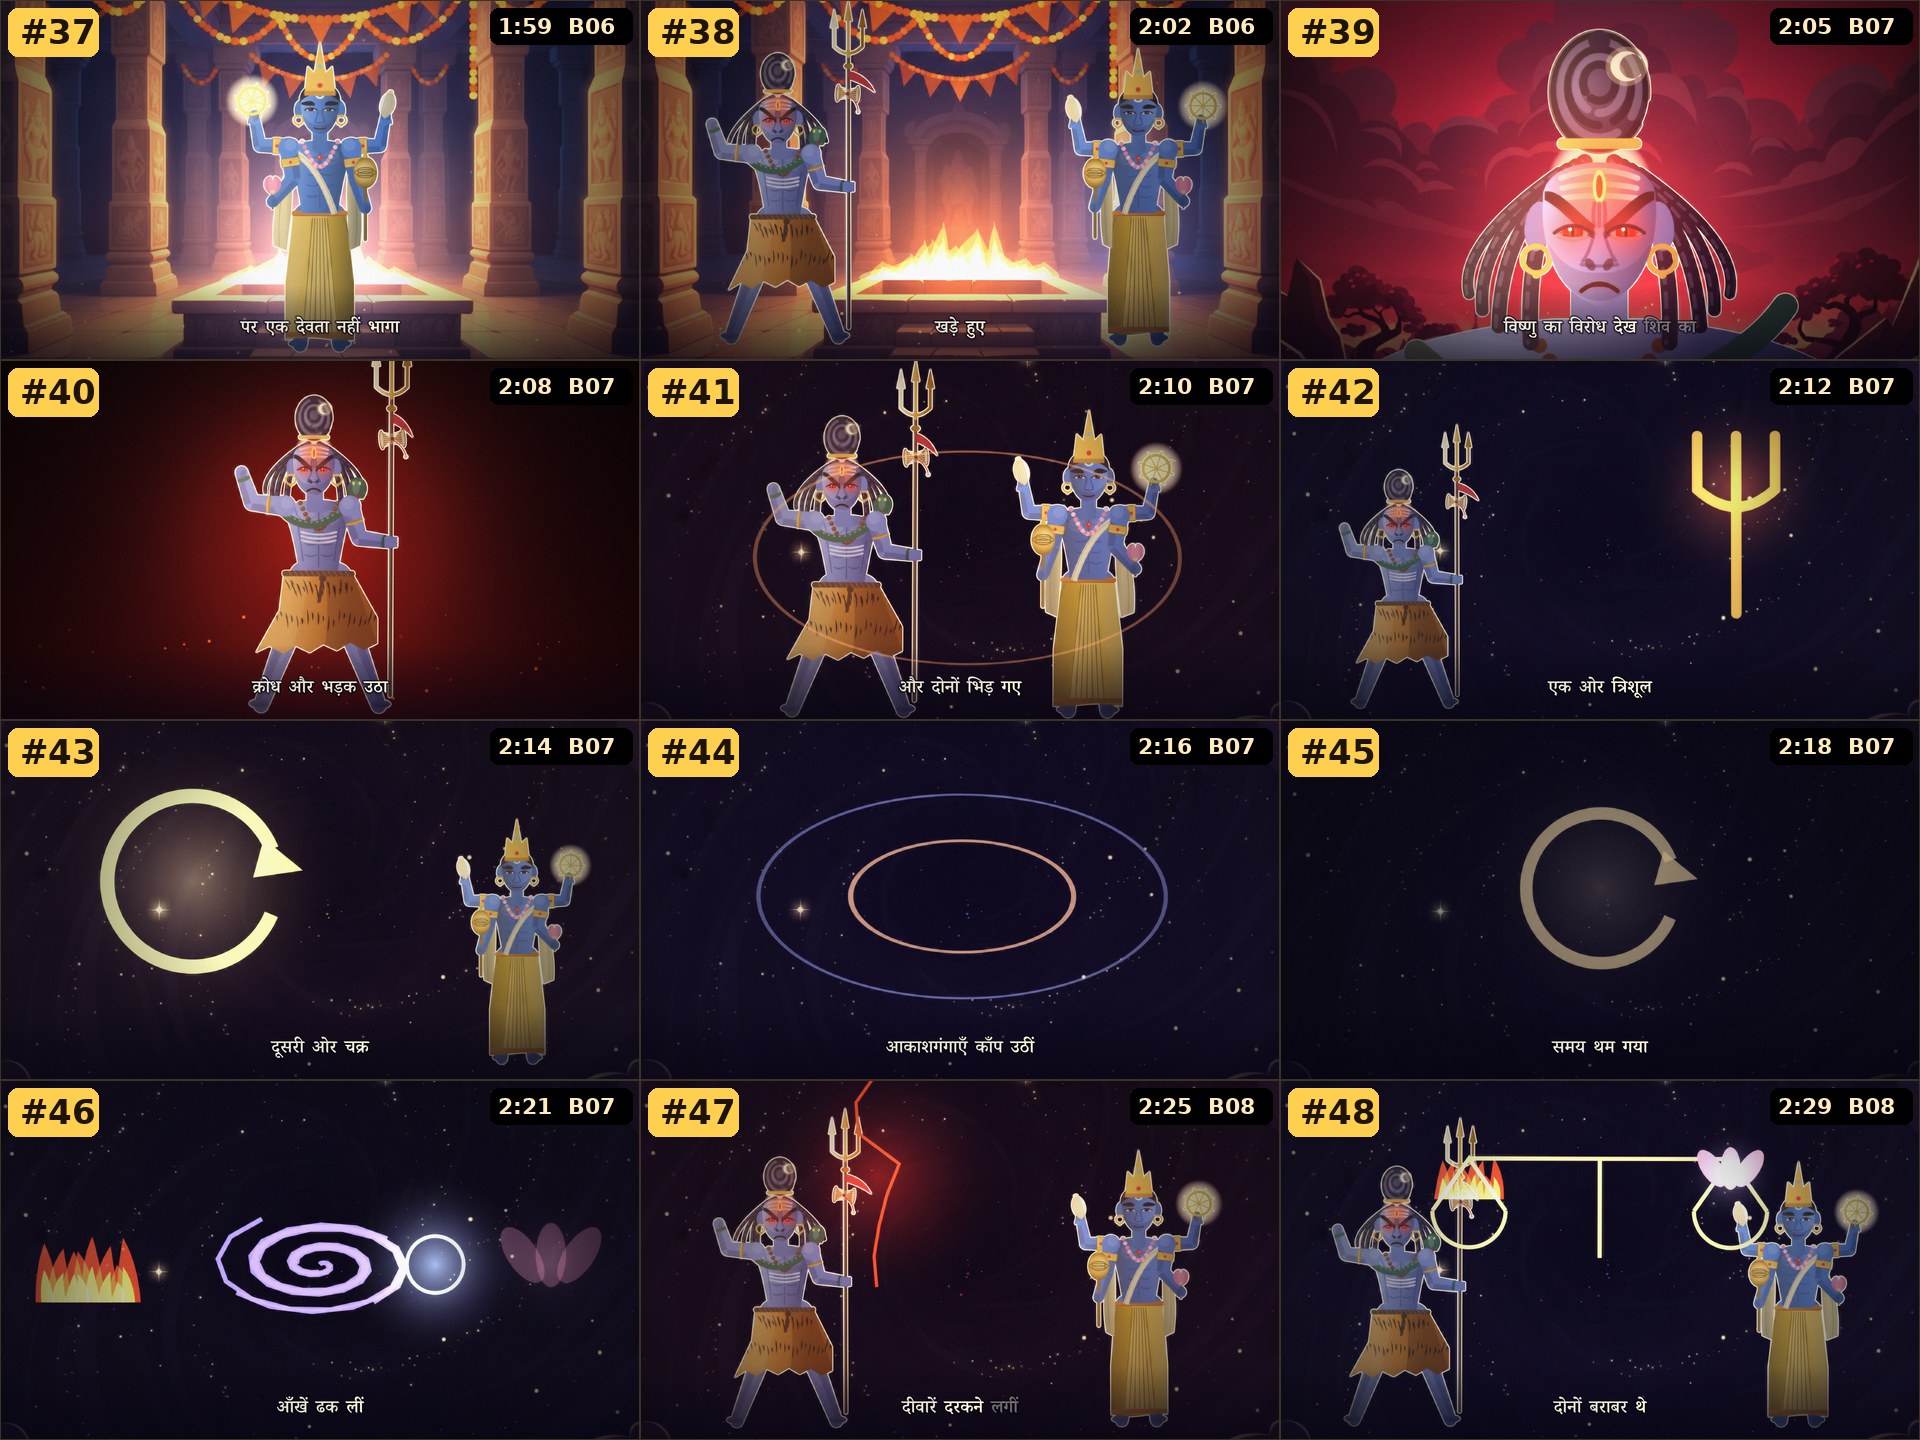 #37
1:59 B06
पर एक देवता नहीं भागा
#38
2:02 B06
खड़े हुए
#39
2:05 B07
विष्णु का विरोध देख शिव का
#40
2:08 B07
क्रोध और भड़क उठा
#41
2:10 B07
और दोनों भिड़ गए
#42
2:12 B07
एक ओर त्रिशूल
#43
2:14 B07
दूसरी ओर चक्र
#44
2:16 B07
आकाशगंगाएँ काँप उठीं
#45
2:18 B07
समय थम गया
#46
2:21 B07
आँखें ढक लीं
#47
2:25 B08
दीवारें दरकने लगीं
#48
2:29 B08
दोनों बराबर थे